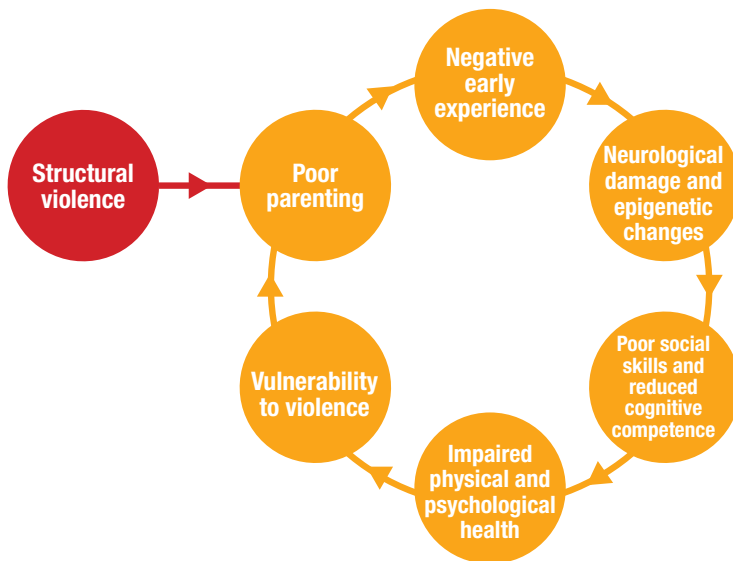 Structural
violence
Poor
parenting
Negative
early
experience
Neurological
damage and
epigenetic
changes
Poor social
skills and
reduced
cognitive
competence
Impaired
physical and
psychological
health
Vulnerability
to violence